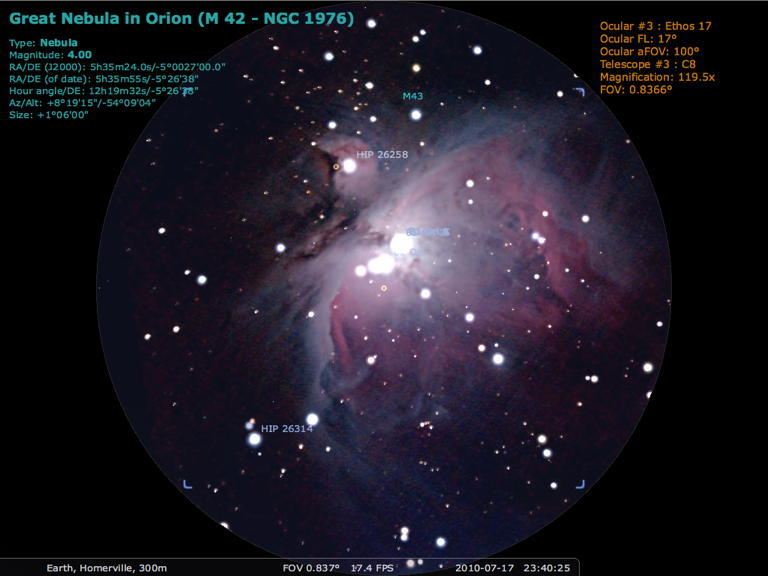 Great Nebula in Orion (M 42 - NGC 1976)
Type: Nebula
Magnitude: 4.00
RA/DE (J2000): 5h35m24.0s/-5°0027'00.0"
RA/DE (of date): 5h35m55s/-5°26'38"
Hour angle/DE: 12h19m32s/-5°26'38"
Az/Alt: +8°19'15"/-54°09'04"
Size: +1°06'00"
Ocular #3 : Ethos 17
Ocular FL: 17°
Ocular aFOV: 100°
Telescope #3 : C8
Magnification: 119.5x
FOV: 0.8366°
M43
HIP 26258
HIP 26314
Earth, Homerville, 300m
FOV 0.837°
17.4 FPS
2010-07-17
23:40:25